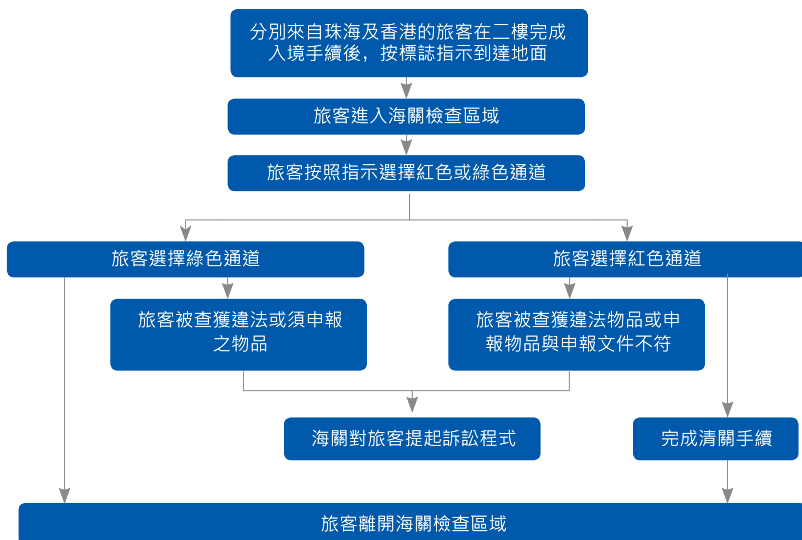 分別來自珠海及香港的旅客在二樓完成
入境手續後，按標誌指示到達地面
旅客進入海關檢查區域
旅客按照指示選擇紅色或綠色通道
旅客選擇綠色通道
旅客選擇紅色通道
旅客被查獲違法或須申報
之物品
旅客被查獲違法物品或申
報物品與申報文件不符
海關對旅客提起訴訟程式
完成清關手續
旅客離開海關檢查區域